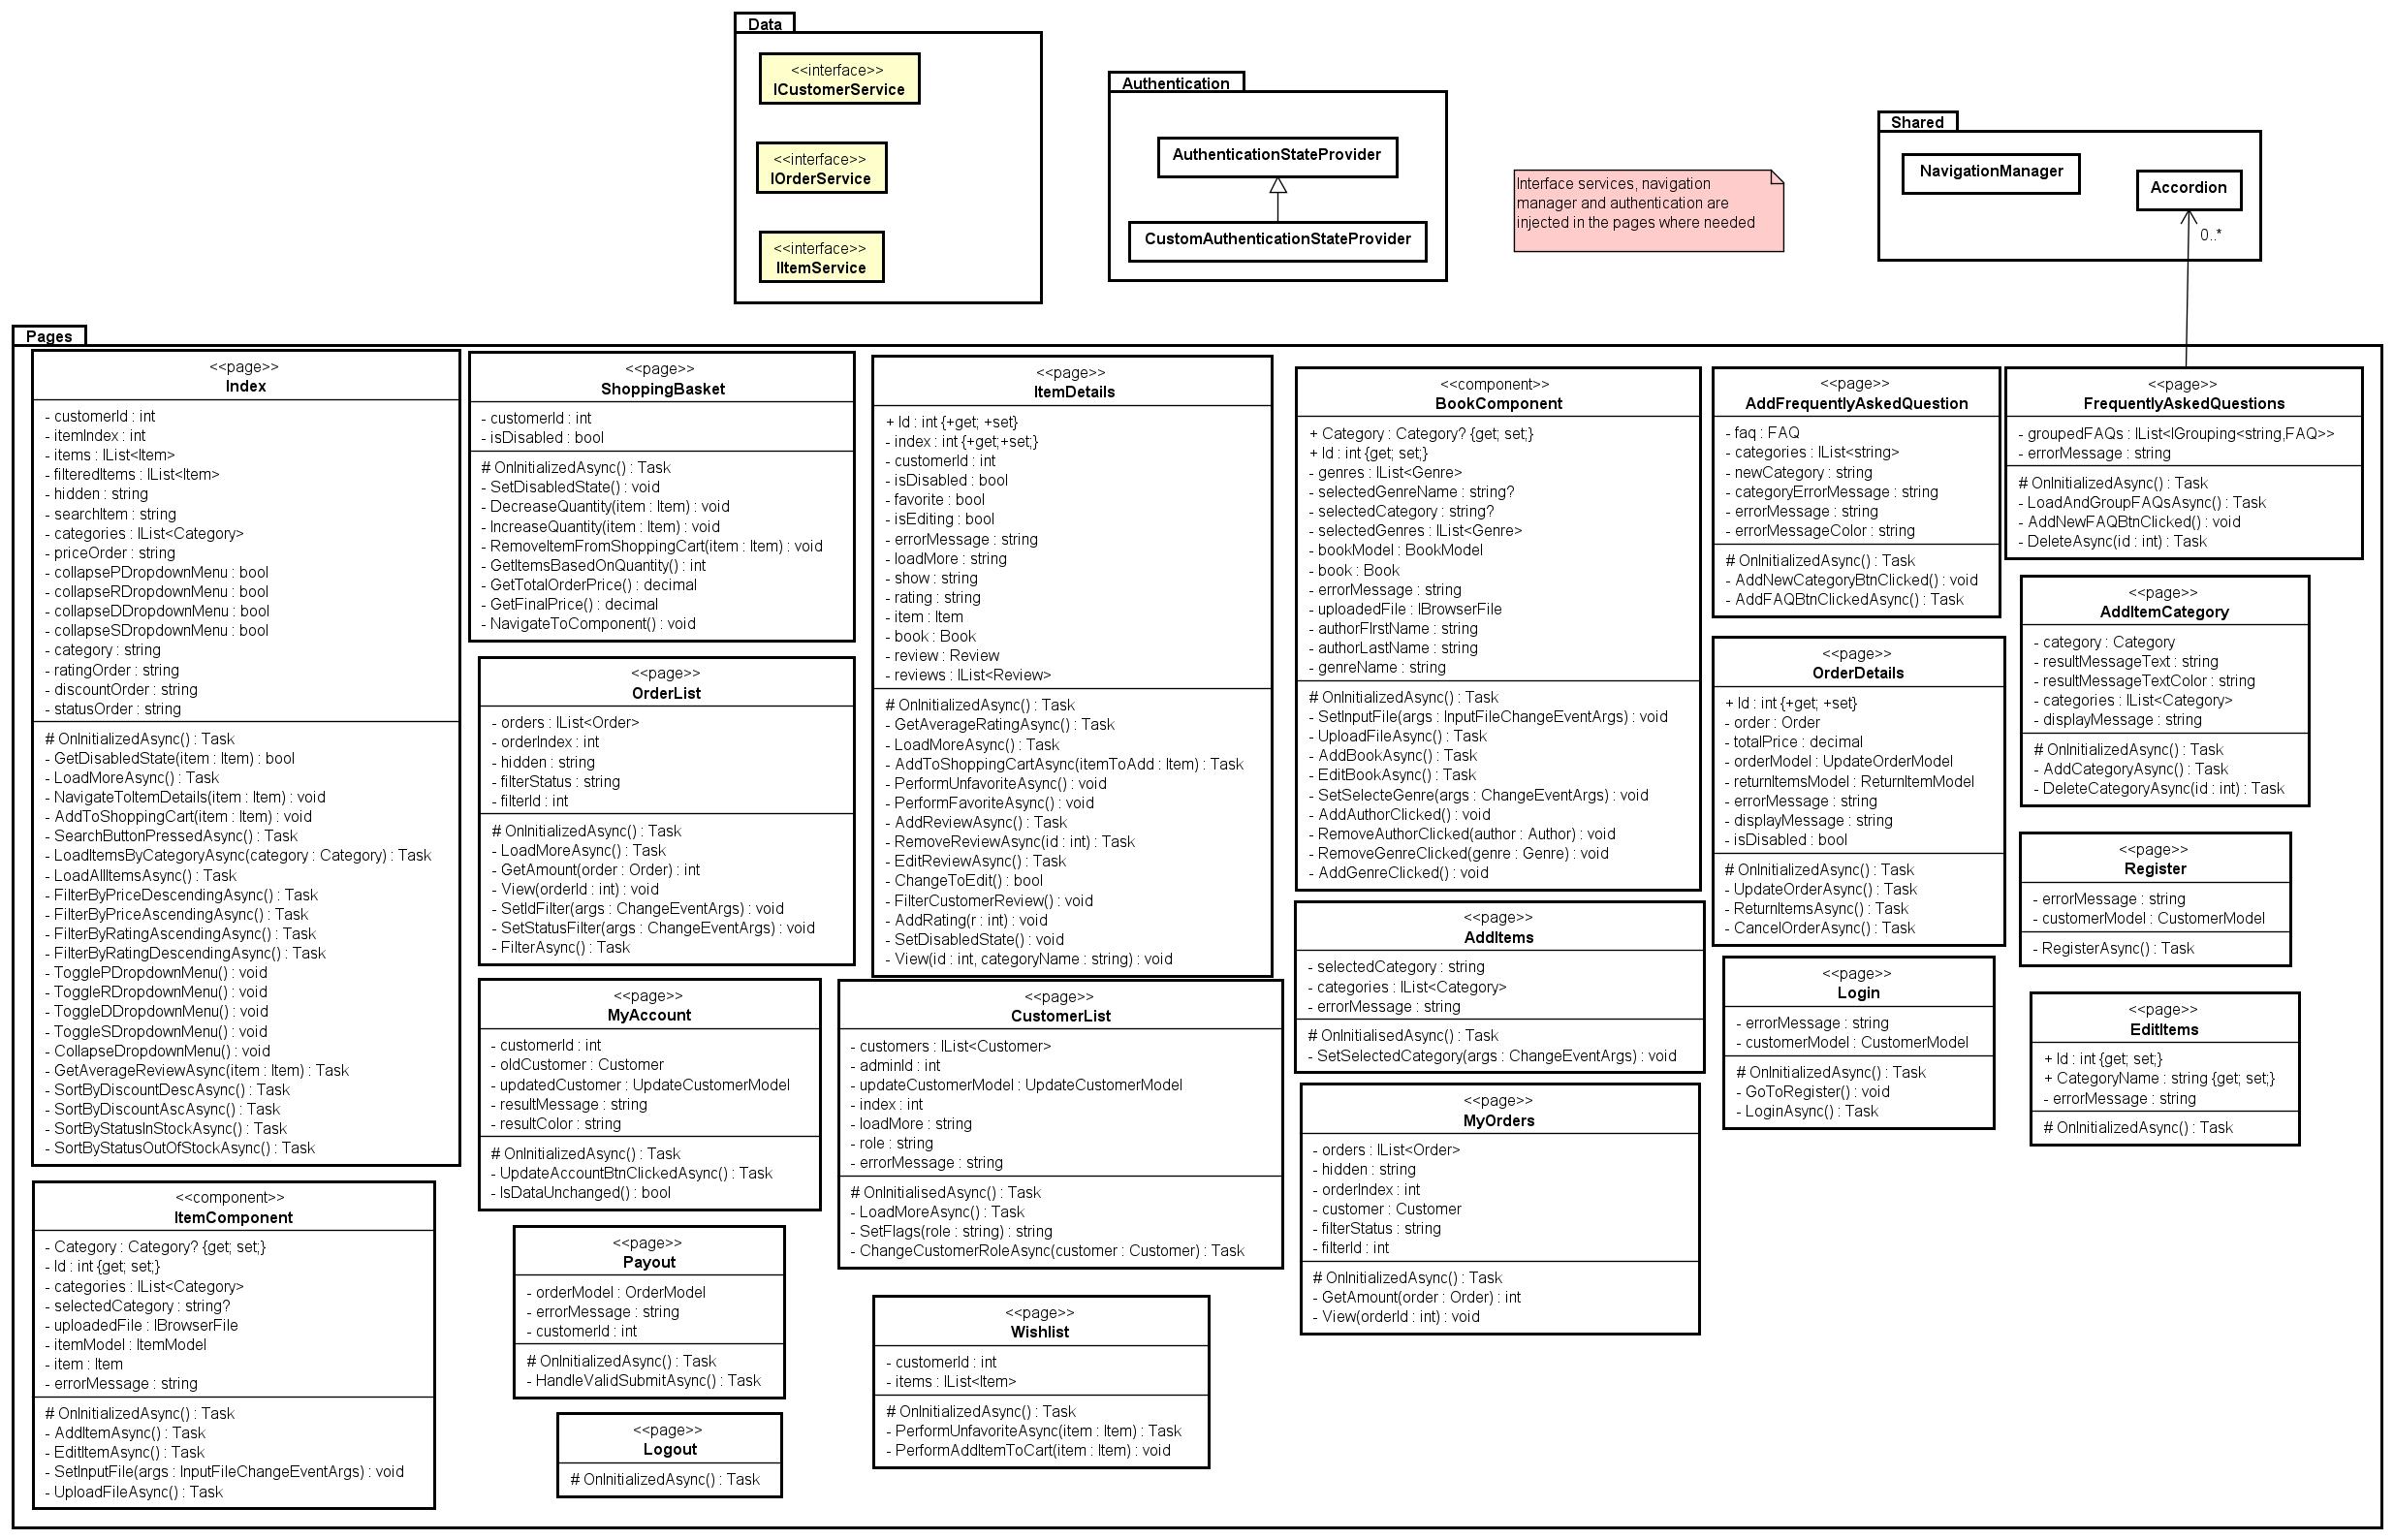 Data
<<interface>>
ICustomerService
<<interface>>
IOrderService
<<interface>>
IItemService
Authentication
AuthenticationStateProvider
CustomAuthenticationStateProvider
Interface services, navigation
manager and authentication are
injected in the pages where needed
Shared
NavigationManager
Accordion
0..*
Pages
<<page>>
Index
- customerId : int
- itemIndex : int
- items : IList<Item>
- filteredItems : IList<Item>
- hidden : string
- searchItem : string
- categories : IList<Category>
- priceOrder : string
- collapsePDropdownMenu : bool
- collapseRDropdownMenu : bool
- collapseDDropdownMenu : bool
- collapseSDropdownMenu : bool
- category : string
- ratingOrder : string
- discountOrder : string
- statusOrder : string
# OnInitializedAsync() : Task
- GetDisabledState(item : Item) : bool
- LoadMoreAsync() : Task
- NavigateToItemDetails(item : Item) : void
- AddToShoppingCart(item : Item) : void
- SearchButtonPressedAsync() : Task
- LoadItemsByCategoryAsync(category : Category) : Task
- LoadAllItemsAsync() : Task
- FilterByPriceDescendingAsync() : Task
- FilterByPriceAscendingAsync() : Task
- FilterByRatingAscendingAsync() : Task
- FilterByRatingDescendingAsync() : Task
- TogglePDropdownMenu() : void
- ToggleRDropdownMenu() : void
- ToggleDDropdownMenu() : void
- ToggleSDropdownMenu() : void
- CollapseDropdownMenu() : void
- GetAverageReviewAsync(item : Item) : Task
- SortByDiscountDescAsync() : Task
- SortByDiscountAscAsync() : Task
- SortByStatusInStockAsync() : Task
- SortByStatusOutOfStockAsync() : Task
<<component>>
ItemComponent
- Category : Category? {get; set;}
- Id : int {get; set;}
- categories : IList<Category>
- selectedCategory : string?
- uploadedFile : IBrowserFile
- itemModel : ItemModel
- item : Item
- errorMessage : string
# OnInitializedAsync() : Task
- AddItemAsync() : Task
- EditItemAsync() : Task
- SetInputFile(args : InputFileChangeEventArgs) : void
- UploadFileAsync() : Task
<<page>>
ShoppingBasket
- customerId : int
- isDisabled : bool
# OnInitializedAsync() : Task
- SetDisabledState() : void
- DecreaseQuantity(item : Item) : void
- IncreaseQuantity(item : Item) : void
- RemoveItemFromShoppingCart(item : Item) : void
- GetItemsBasedOnQuantity() : int
- GetTotalOrderPrice() : decimal
- GetFinalPrice() : decimal
- NavigateToComponent() : void
<<page>>
OrderList
- orders : IList<Order>
- orderIndex : int
- hidden : string
- filterStatus : string
- filterId : int
# OnInitializedAsync() : Task
- LoadMoreAsync() : Task
- GetAmount(order : Order) : int
- View(orderId : int) : void
- SetIdFilter(args : ChangeEventArgs) : void
- SetStatusFilter(args : ChangeEventArgs) : void
- FilterAsync() : Task
<<page>>
MyAccount
- customerId : int
- oldCustomer : Customer
- updatedCustomer : UpdateCustomerModel
- resultMessage : string
- resultColor : string
# OnInitializedAsync() : Task
- UpdateAccountBtnClickedAsync() : Task
- IsDataUnchanged() : bool
<<page>>
Payout
- orderModel : OrderModel
- errorMessage : string
- customerId : int
# OnInitializedAsync() : Task
- HandleValidSubmitAsync() : Task
<<page>>
Logout
# OnInitializedAsync() : Task
<<page>>
ItemDetails
+ Id : int {+get; +set}
- index : int {+get;+set;}
- customerId : int
- isDisabled : bool
- favorite : bool
- isEditing : bool
- errorMessage : string
- loadMore : string
- show : string
- rating : string
- item : Item
- book : Book
- review : Review
- reviews : IList<Review>
# OnInitializedAsync() : Task
- GetAverageRatingAsync() : Task
- LoadMoreAsync() : Task
- AddToShoppingCartAsync(itemToAdd : Item) : Task
- PerformUnfavoriteAsync() : void
- PerformFavoriteAsync() : void
- AddReviewAsync() : Task
- RemoveReviewAsync(id : int) : Task
- EditReviewAsync() : Task
- ChangeToEdit() : bool
- FilterCustomerReview() : void
- AddRating(r : int) : void
- SetDisabledState() : void
- View(id : int, categoryName : string) : void
<<page>>
CustomerList
- customers : IList<Customer>
- adminId : int
- updateCustomerModel : UpdateCustomerModel
- index : int
- loadMore : string
- role : string
- errorMessage : string
# OnInitialisedAsync() : Task
- LoadMoreAsync() : Task
- SetFlags(role : string) : string
- ChangeCustomerRoleAsync(customer : Customer) : Task
<<page>>
Wishlist
- customerId : int
- items : IList<Item>
# OnInitializedAsync() : Task
- PerformUnfavoriteAsync(item : Item) : Task
- PerformAddItemToCart(item : Item) : void
<<component>>
BookComponent
+ Category : Category? {get; set;}
+ Id : int {get; set;}
- genres : IList<Genre>
- selectedGenreName : string?
- selectedCategory : string?
- selectedGenres : IList<Genre>
- bookModel : BookModel
- book : Book
- errorMessage : string
- uploadedFile : IBrowserFile
- authorFIrstName : string
- authorLastName : string
- genreName : string
# OnInitializedAsync() : Task
- SetInputFile(args : InputFileChangeEventArgs) : void
- UploadFileAsync() : Task
- AddBookAsync() : Task
- EditBookAsync() : Task
- SetSelecteGenre(args : ChangeEventArgs) : void
- AddAuthorClicked() : void
- RemoveAuthorClicked(author : Author) : void
- RemoveGenreClicked(genre : Genre) : void
- AddGenreClicked() : void
<<page>>
AddItems
- selectedCategory : string
- categories : IList<Category>
- errorMessage : string
# OnInitialisedAsync() : Task
- SetSelectedCategory(args : ChangeEventArgs) : void
<<page>>
MyOrders
- orders : IList<Order>
- hidden : string
- orderIndex : int
- customer : Customer
- filterStatus : string
- filterId : int
# OnInitializedAsync() : Task
- GetAmount(order : Order) : int
- View(orderId : int) : void
<<page>>
AddFrequentlyAskedQuestion
- faq : FAQ
- categories : IList<string>
- newCategory : string
- categoryErrorMessage : string
- errorMessage : string
- errorMessageColor : string
# OnInitializedAsync() : Task
- AddNewCategoryBtnClicked() : void
- AddFAQBtnClickedAsync() : Task
<<page>>
OrderDetails
+ Id : int {+get; +set}
- order : Order
- totalPrice : decimal
- orderModel : UpdateOrderModel
- returnItemsModel : ReturnItemModel
- errorMessage : string
- displayMessage : string
- isDisabled : bool
# OnInitializedAsync() : Task
- UpdateOrderAsync() : Task
- ReturnItemsAsync() : Task
- CancelOrderAsync() : Task
<<page>>
Login
- errorMessage : string
- customerModel : CustomerModel
# OnInitializedAsync() : Task
- GoToRegister() : void
- LoginAsync() : Task
<<page>>
FrequentlyAskedQuestions
- groupedFAQs : IList<IGrouping<string,FAQ>>
- errorMessage : string
# OnInitializedAsync() : Task
- LoadAndGroupFAQsAsync() : Task
- AddNewFAQBtnClicked() : void
- DeleteAsync(id : int) : Task
<<page>>
AddItemCategory
- category : Category
- resultMessageText : string
- resultMessageTextColor : string
- categories : IList<Category>
- displayMessage : string
# OnInitializedAsync() : Task
- AddCategoryAsync() : Task
- DeleteCategoryAsync(id : int) : Task
<<page>>
Register
- errorMessage : string
- customerModel : CustomerModel
- RegisterAsync() : Task
<<page>>
EditItems
+ Id : int {get; set;}
+ CategoryName : string {get; set;}
- errorMessage : string
# OnInitializedAsync() : Task